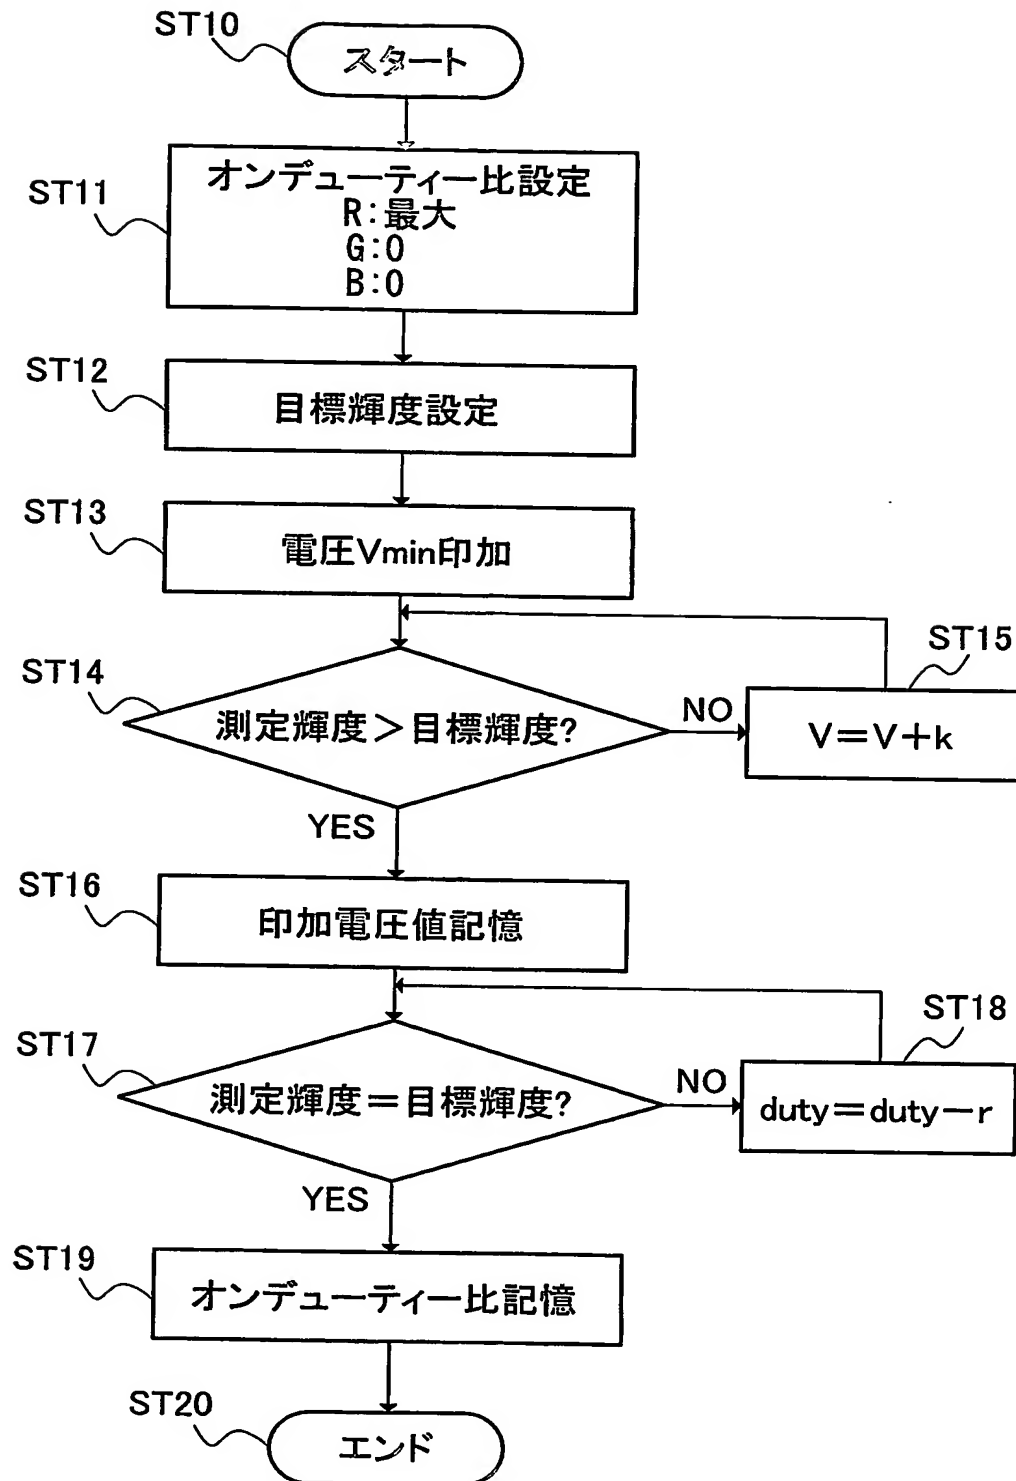 ST10
スタート
ST11
オンデューティー比設定
R:最大
G:0
B:0
ST12
目標輝度設定
ST13
電圧Vmin印加
ST14
測定輝度＞目標輝度?
NO
ST15
V＝V＋k
YES
ST16
印加電圧値記憶
ST17
測定輝度＝目標輝度?
NO
ST18
duty＝duty－r
YES
ST19
オンデューティー比記憶
ST20
エンド